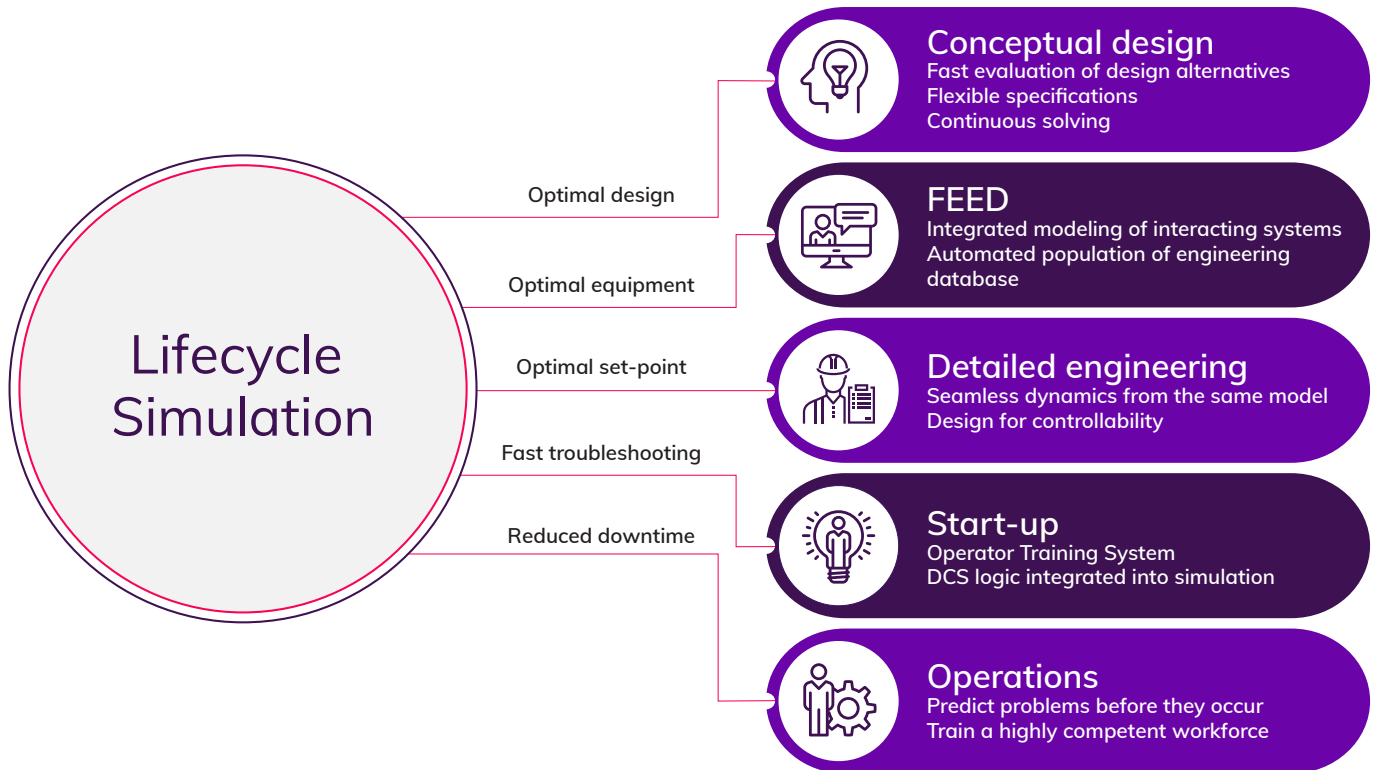 Lifecycle
Simulation
Optimal design
Optimal equipment
Optimal set-point
Fast troubleshooting
Reduced downtime
Conceptual design
Fast evaluation of design alternatives
Flexible specifications
Continuous solving
FEED
Integrated modeling of interacting systems
Automated population of engineering
database
Detailed engineering
Seamless dynamics from the same model
Design for controllability
Start-up
Operator Training System
DCS logic integrated into simulation
Operations
Predict problems before they occur
Train a highly competent workforce